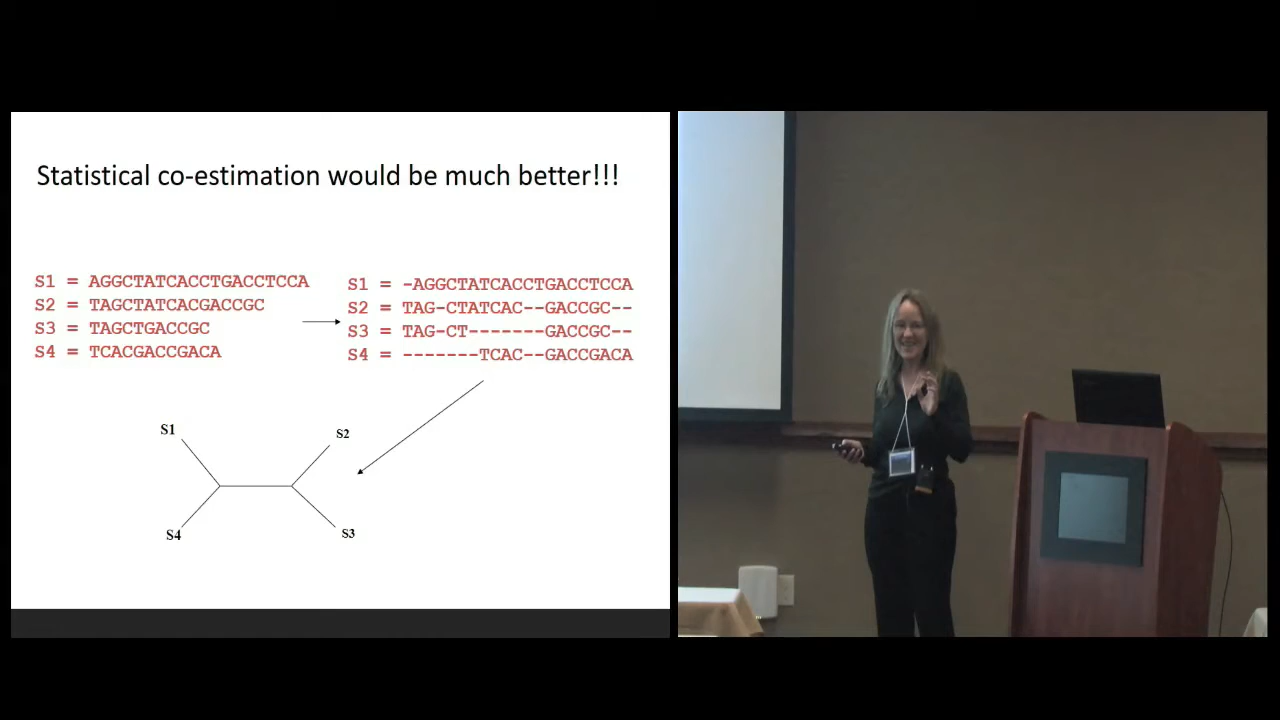 Statistical co-estimation would be much better!!!
S1 = AGGCTATCACCTGACCTCCA
S2 = TAGCTATCACGACCGC
S3 = TAGCTGACCGC
S4 = TCACGACCGACA
S1 = -AGGCTATCACCTGACCTCCA
S2 = TAG-CTATCAC--GACCGC--
S3 = TAG-CT-------GACCGC--
S4 = -------TCAC--GACCGACA
S1
S2
S4
S3